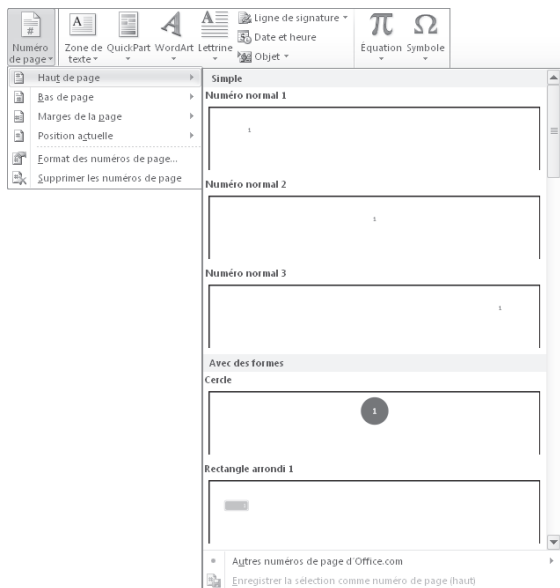 Numéro de page
Zone de texte
QuickPart
WordArt
Lettrine
Ligne de signature
Date et heure
Objet
Équation
Symbole
Haut de page
Bas de page
Marges de la page
Position actuelle
Format des numéros de page...
Supprimer les numéros de page
Simple
Numéro normal 1
1
Numéro normal 2
1
Numéro normal 3
1
Avec des formes
Cercle
1
Rectangle arrondi 1
Autres numéros de page d'Office.com
Enregistrer la sélection comme numéro de page (haut)